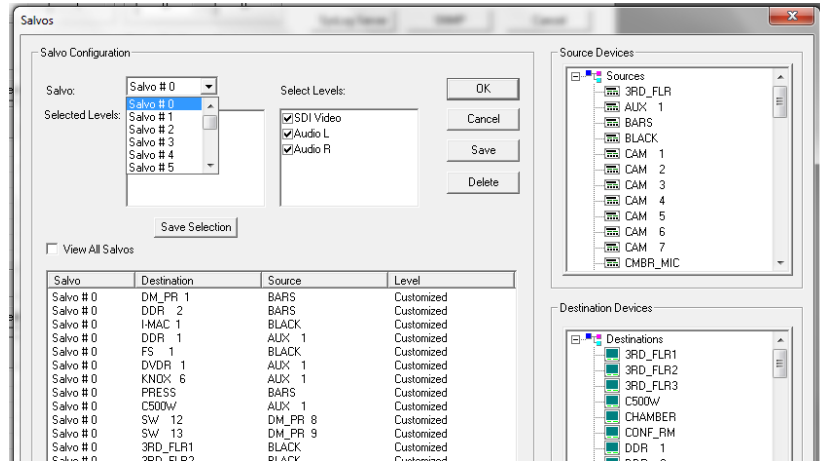 Salvos
Salvo Configuration
Salvo:
Salvo # 0
Salvo # 0
Salvo # 1
Salvo # 2
Salvo # 3
Salvo # 4
Salvo # 5
Selected Levels:
Save Selection
View All Salvos
Select Levels:
SDI Video
Audio L
Audio R
OK
Cancel
Save
Delete
Salvo Destination Source Level
Salvo # 0 DM_PR 1 BARS Customized
Salvo # 0 DDR 2 BARS Customized
Salvo # 0 I-MAC 1 BLACK Customized
Salvo # 0 DDR 1 AUX 1 Customized
Salvo # 0 FS 1 BLACK Customized
Salvo # 0 DVDR 1 AUX 1 Customized
Salvo # 0 KNOX 6 AUX 1 Customized
Salvo # 0 PRESS BARS Customized
Salvo # 0 C500W AUX 1 Customized
Salvo # 0 SW 12 DM_PR 8 Customized
Salvo # 0 SW 13 DM_PR 9 Customized
Salvo # 0 3RD_FLR1 BLACK Customized
Salvo # 0 3RD_FLR2 BLACK Customized
Source Devices
Sources
3RD_FLR
AUX 1
BARS
BLACK
CAM 1
CAM 2
CAM 3
CAM 4
CAM 5
CAM 6
CAM 7
CMBR_MIC
Destination Devices
Destinations
3RD_FLR1
3RD_FLR2
3RD_FLR3
C500W
CHAMBER
CONF_RM
DDR 1